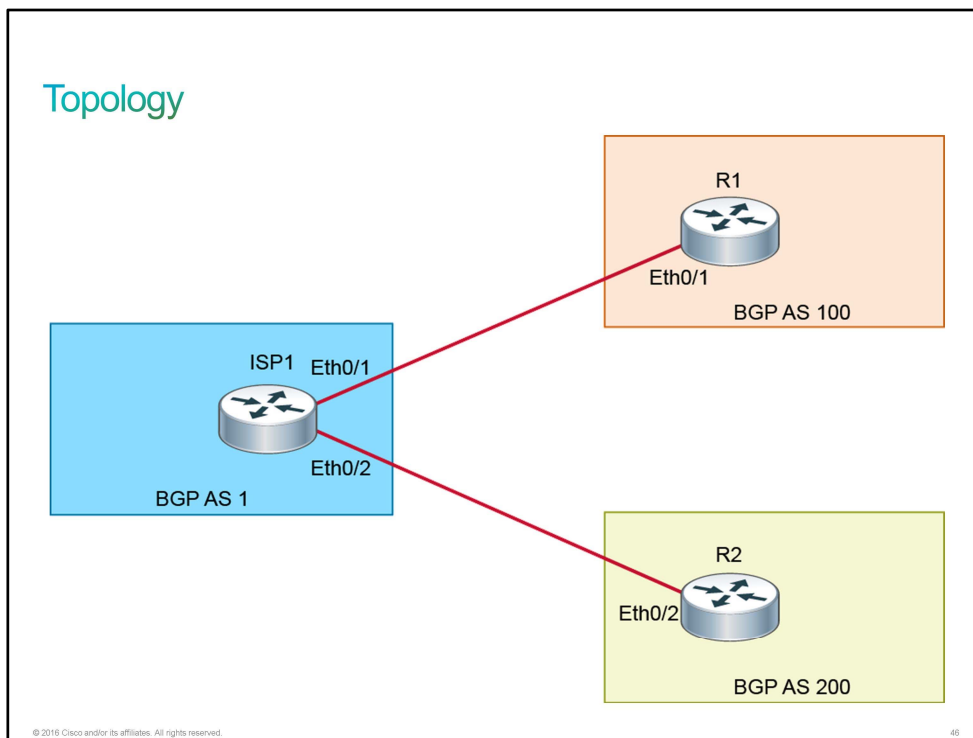 Topology
R1
Eth0/1
BGP AS 100
ISP1
Eth0/1
Eth0/2
BGP AS 1
R2
Eth0/2
BGP AS 200
© 2016 Cisco and/or its affiliates. All rights reserved.
46